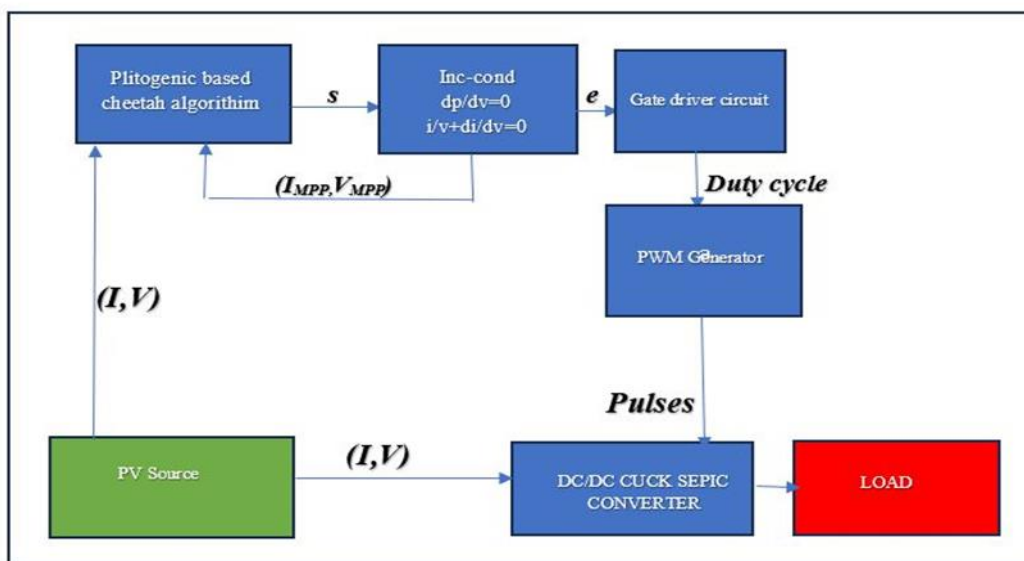 Plitogenic based
cheetah algorithim
s
Inc-cond
dp/dv=0
i/v+di/dv=0
e
Gate driver circuit
(IMPP,VMPP)
Duty cycle
PWM Generator
(I,V)
Pulses
PV Source
(I,V)
DC/DC CUCK SEPIC
CONVERTER
LOAD